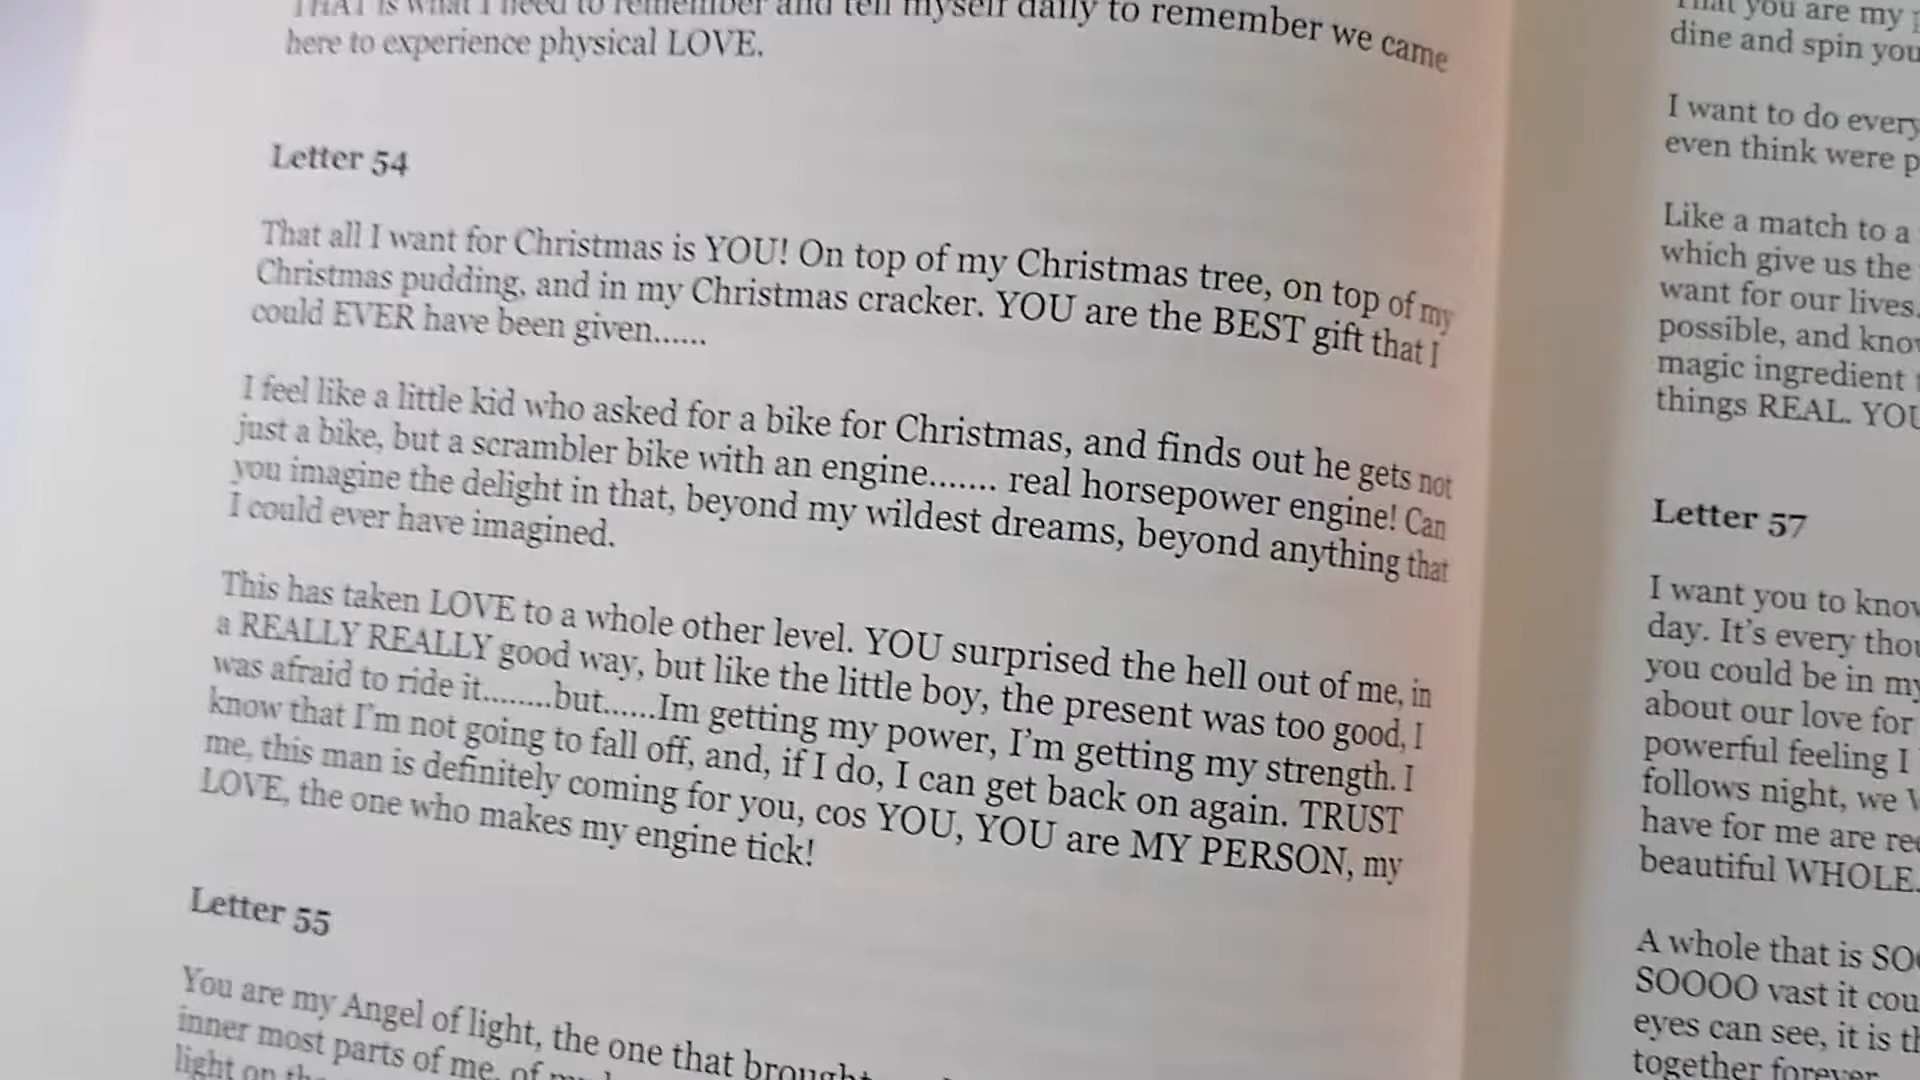 THAT is what I need to remember and tell myself daily to remember we came
here to experience physical LOVE.
Letter 54
That all I want for Christmas is YOU! On top of my Christmas tree, on top of my
Christmas pudding, and in my Christmas cracker. YOU are the BEST gift that I
could EVER have been given......
I feel like a little kid who asked for a bike for Christmas, and finds out he gets not
just a bike, but a scrambler bike with an engine....... real horsepower engine! Can
you imagine the delight in that, beyond my wildest dreams, beyond anything that
I could ever have imagined.
This has taken LOVE to a whole other level. YOU surprised the hell out of me, in
a REALLY REALLY good way, but like the little boy, the present was too good, I
was afraid to ride it........but......Im getting my power, I'm getting my strength. I
know that I'm not going to fall off, and, if I do, I can get back on again. TRUST
me, this man is definitely coming for you, cos YOU, YOU are MY PERSON, my
LOVE, the one who makes my engine tick!
Letter 55
You are my Angel of light, the one that brought
inner most parts of me, of my
light on the
That you are my
dine and spin you
I want to do every
even think were
Like a match to a
which give us the
want for our lives.
possible, and know
magic ingredient
things REAL. YOU
Letter 57
I want you to know
day. It's every
you could be in my
about our love for
powerful feeling I
follows night, we
have for me are
beautiful WHOLE.
A whole that is
SOOOO vast it
eyes can see, it is
together forever